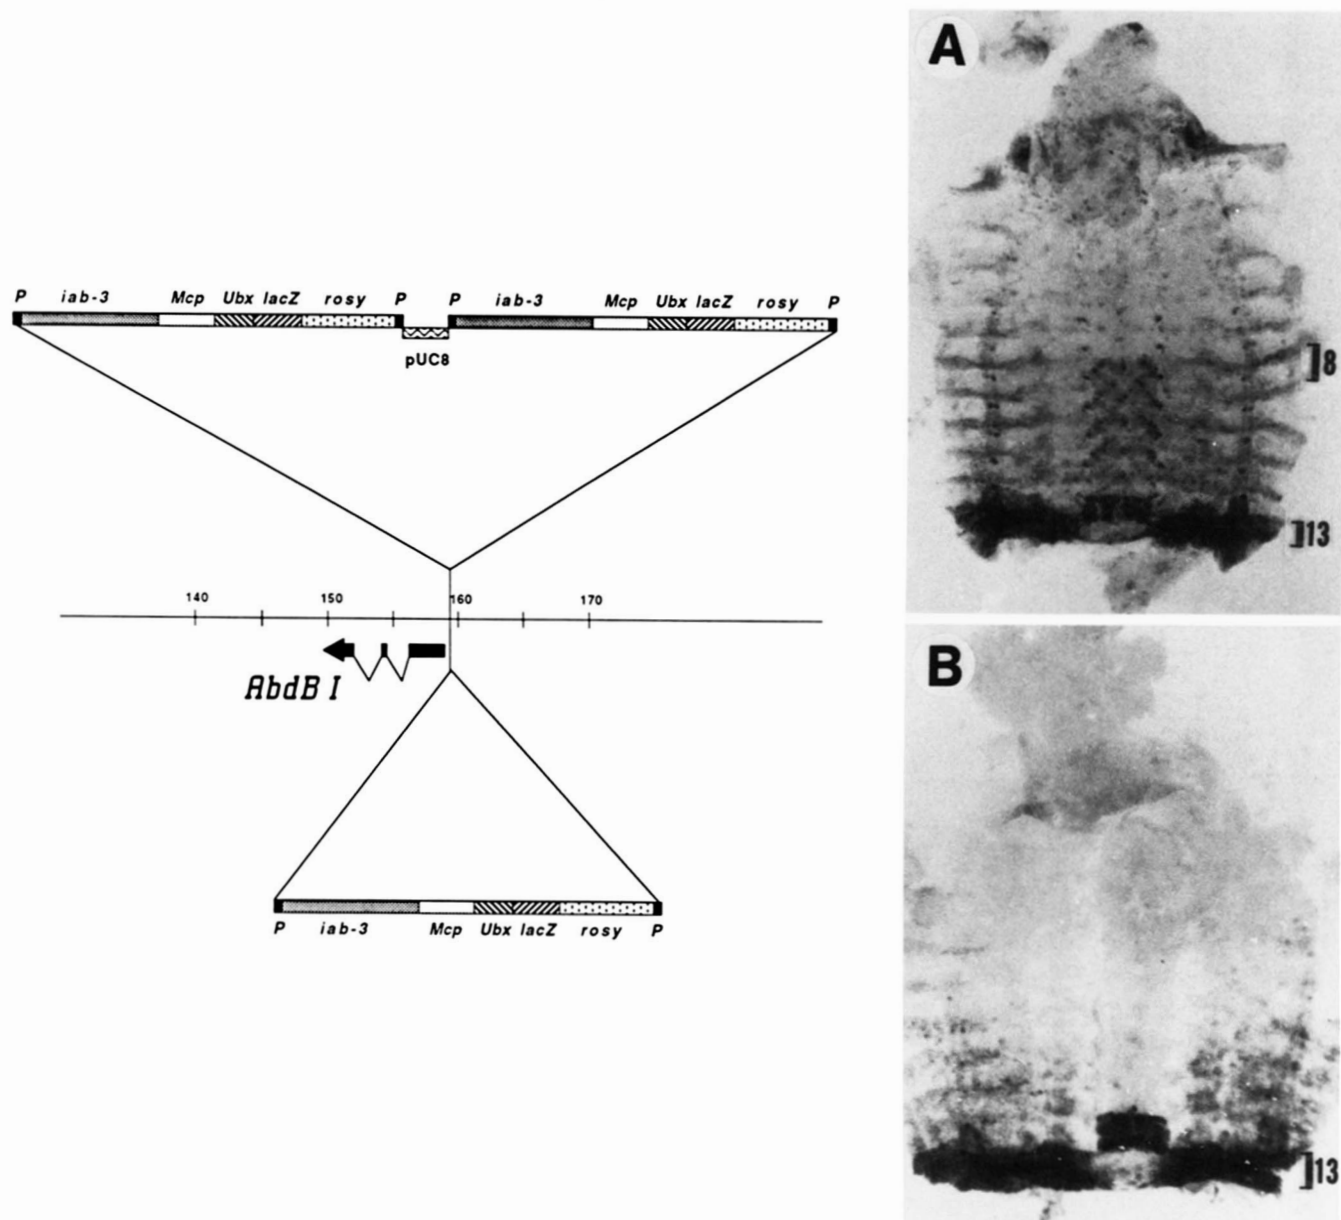 A
P iab-3 Mcp Ubx lacZ rosy P P iab-3 Mcp Ubx lacZ rosy P
pUC8
]8
]13
140 150 160 170
AbdB I
B
P iab-3 Mcp Ubx lacZ rosy P
]13